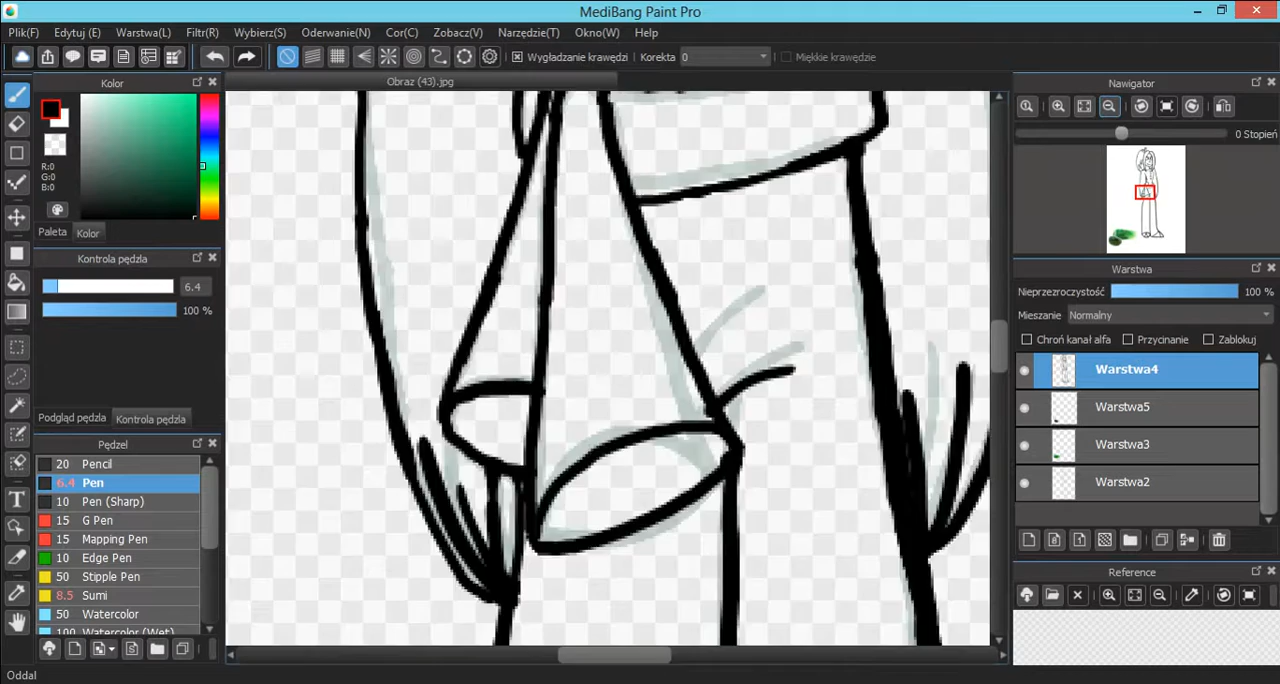 MediBang Paint Pro
Plik(F) Edytuj (E) Warstwa(L) Filtr(R) Wybierz(S) Oderwanie(N) Cor(C) Zobacz(V) Narzędzie(T) Okno(W) Help
Wygładzanie krawędzi Korekta 0 Miękkie krawędzie
Kolor
Obraz (43).jpg
Nawigator
R:0
G:0
B:0
0 Stopień
Paleta Kolor
Kontrola pędzla
6.4
100 %
Warstwa
Nieprzezroczystość 100 %
Mieszanie Normalny
Chroń kanał alfa Przycinanie Zablokuj
Warstwa4
Warstwa5
Warstwa3
Warstwa2
Podgląd pędzla Kontrola pędzla
Pędzel
20 Pencil
6.4 Pen
10 Pen (Sharp)
15 G Pen
15 Mapping Pen
10 Edge Pen
50 Stipple Pen
8.5 Sumi
50 Watercolor
100 Watercolor (Wet)
Reference
Oddal